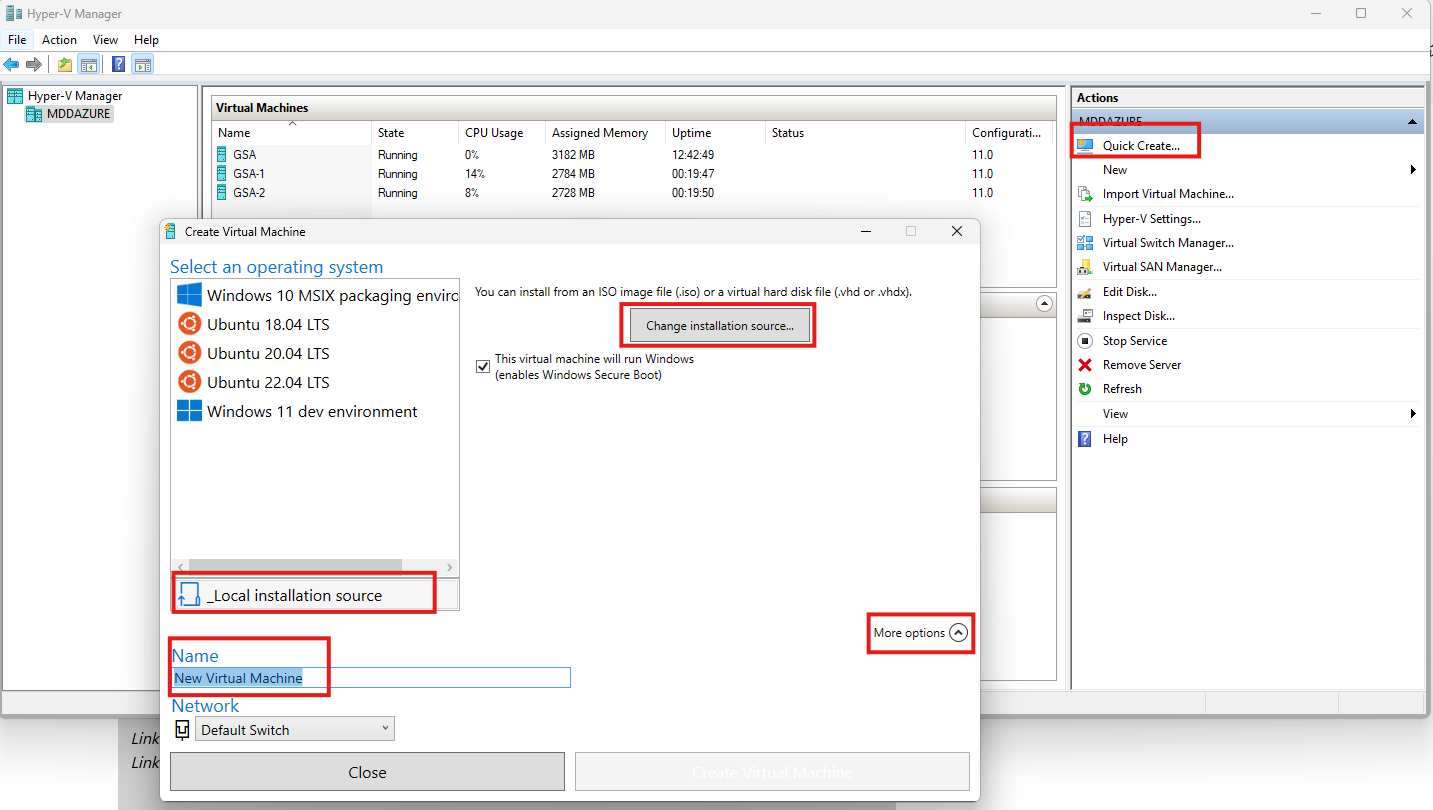 Hyper-V Manager
File Action View Help
Hyper-V Manager
MDDAZURE
Virtual Machines
Name State CPU Usage Assigned Memory Uptime Status Configurati...
GSA Running 0% 3182 MB 12:42:49 11.0
GSA-1 Running 14% 2784 MB 00:19:47 11.0
GSA-2 Running 8% 2728 MB 00:19:50 11.0
Actions
MDDAZURE
Quick Create...
New
Import Virtual Machine...
Hyper-V Settings...
Virtual Switch Manager...
Virtual SAN Manager...
Edit Disk...
Inspect Disk...
Stop Service
Remove Server
Refresh
View
Help
Create Virtual Machine
Select an operating system
Windows 10 MSIX packaging enviro
Ubuntu 18.04 LTS
Ubuntu 20.04 LTS
Ubuntu 22.04 LTS
Windows 11 dev environment
_Local installation source
You can install from an ISO image file (.iso) or a virtual hard disk file (.vhd or .vhdx).
Change installation source...
This virtual machine will run Windows
(enables Windows Secure Boot)
More options
Name
New Virtual Machine
Network
Default Switch
Close
Create Virtual Machine
Link
Link